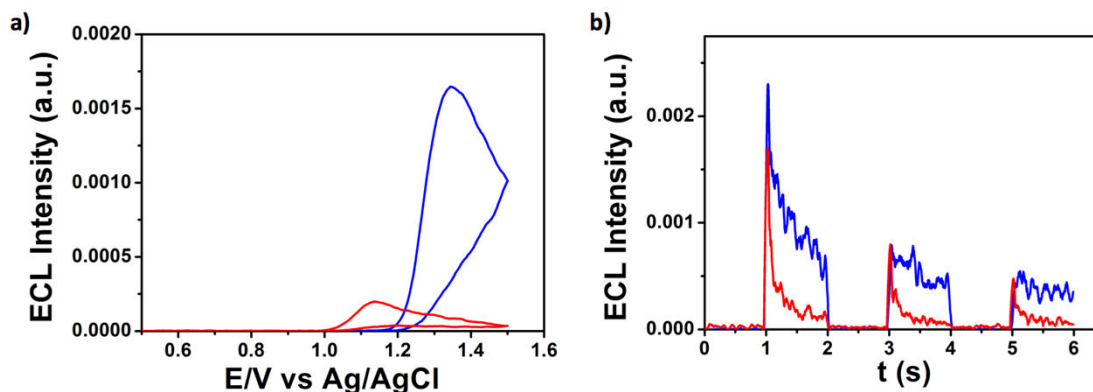 a)
ECL Intensity (a.u.)
0.0020
0.0015
0.0010
0.0005
0.0000
0.6 0.8 1.0 1.2 1.4 1.6
E/V vs Ag/AgCl
b)
ECL Intensity (a.u.)
0.002
0.001
0.000
0 1 2 3 4 5 6
t (s)